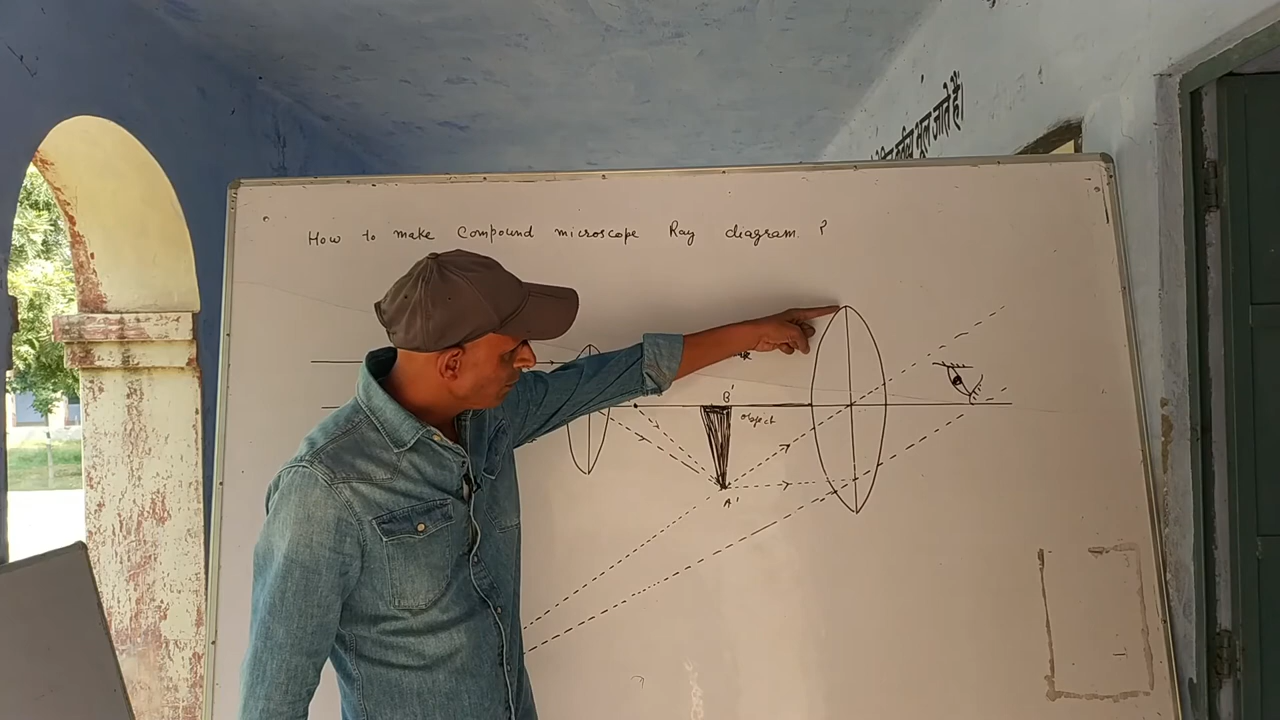 भूल जाते हैं।
How to make Compound microscope Ray diagram ?
B'
object
A'